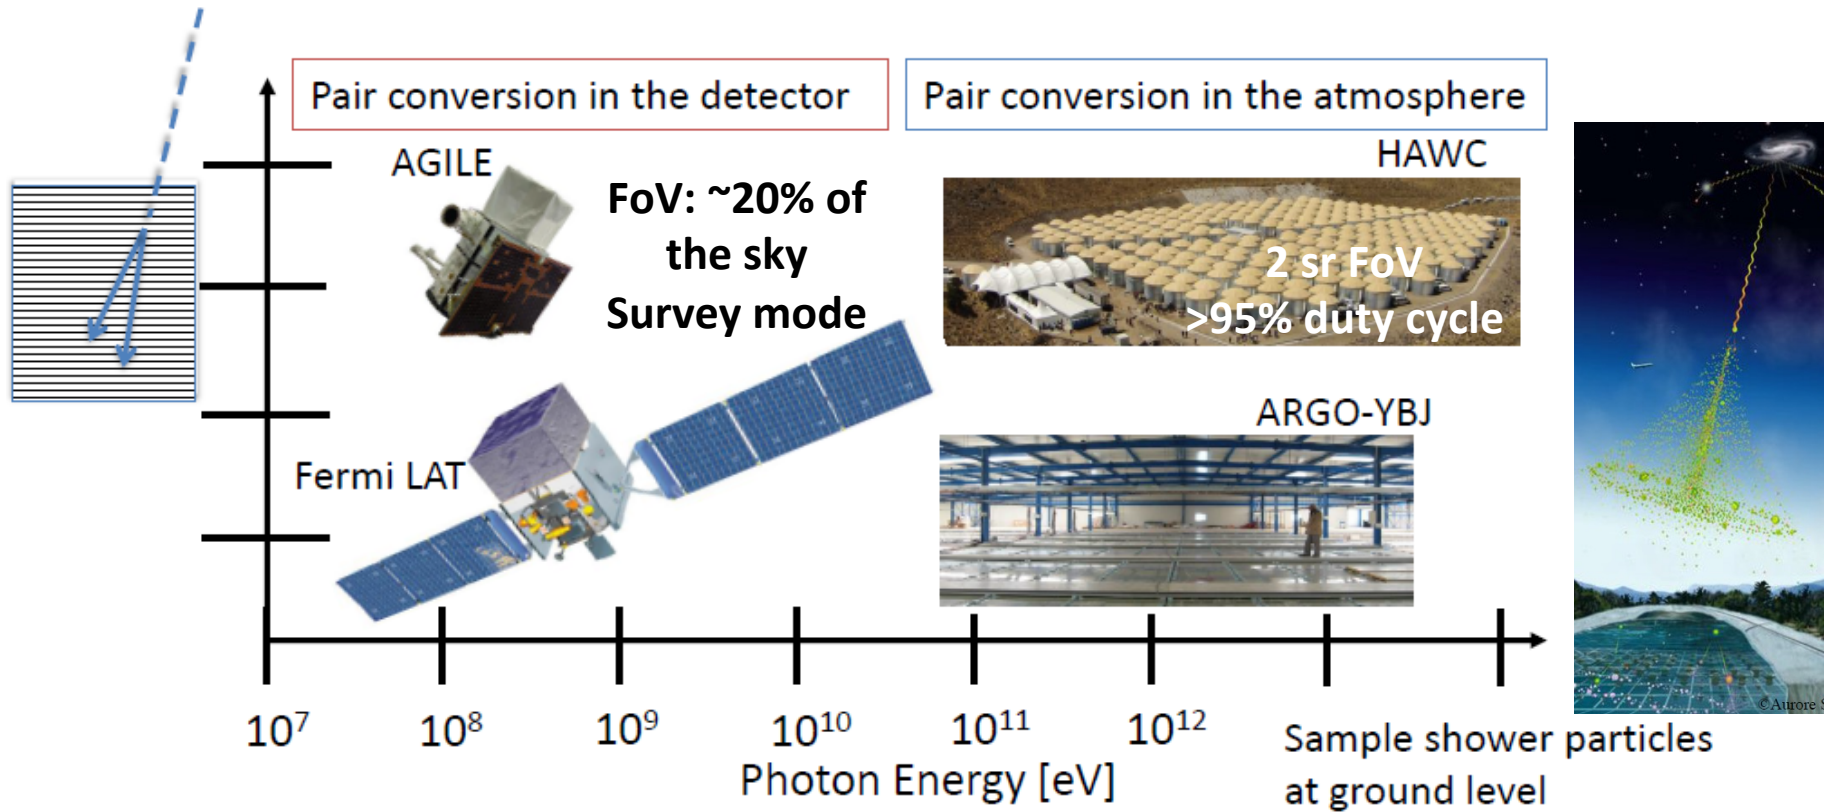 Pair conversion in the detector
Pair conversion in the atmosphere
AGILE
FoV: ~20% of
the sky
Survey mode
HAWC
2 sr FoV
>95% duty cycle
Fermi LAT
ARGO-YBJ
10⁷
10⁸
10⁹
10¹⁰
10¹¹
10¹²
Photon Energy [eV]
Sample shower particles
at ground level
©Aurore S